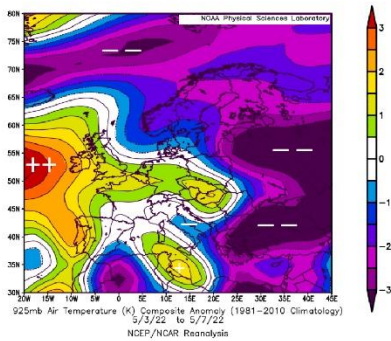 NOAA Physical Sciences Laboratory
80N
75N
70N
65N
60N
55N
50N
45N
40N
35N
30N
20W 15W 10W 5W 0 5E 10E 15E 20E 25E 30E 35E 40E 45E
3
2
1
0
-1
-2
-3
925mb Air Temperature (K) Composite Anomaly (1981-2010 Climatology)
5/3/22 to 5/7/22
NCEP/NCAR Reanalysis